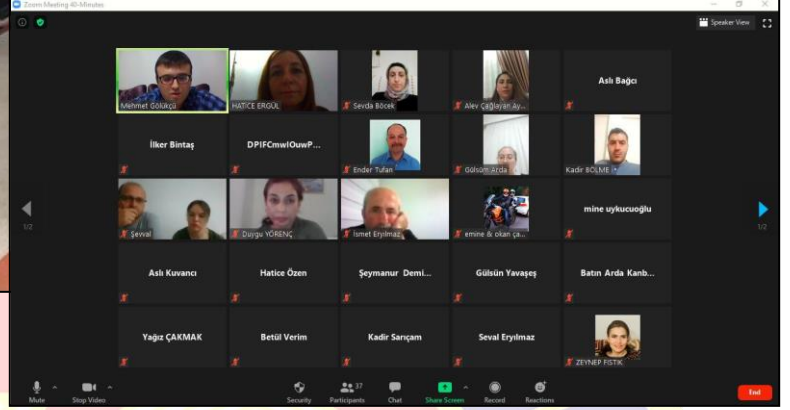 Zoom Meeting 40-Minutes
Speaker View
Mehmet Gölükçü
HATİCE ERGÜL
Sevda Böcek
Alev Çağlayan Ay...
Aslı Bağcı
İlker Bintaş
DPIFCmwIOuwP...
Ender Tufan
Gülsüm Arda
Kadir BÖLME
Şevval
Duygu YÖRENÇ
İsmet Eryılmaz
emine & okan ça...
mine uykucuoğlu
1/2
1/2
Aslı Kuvancı
Hatice Özen
Şeymanur Demi...
Gülsün Yavaşeş
Batın Arda Kanb...
Yağız ÇAKMAK
Betül Verim
Kadir Sarıçam
Seval Eryılmaz
ZEYNEP FISTIK
Mute
Stop Video
Security
Participants
37
Chat
Share Screen
Record
Reactions
End